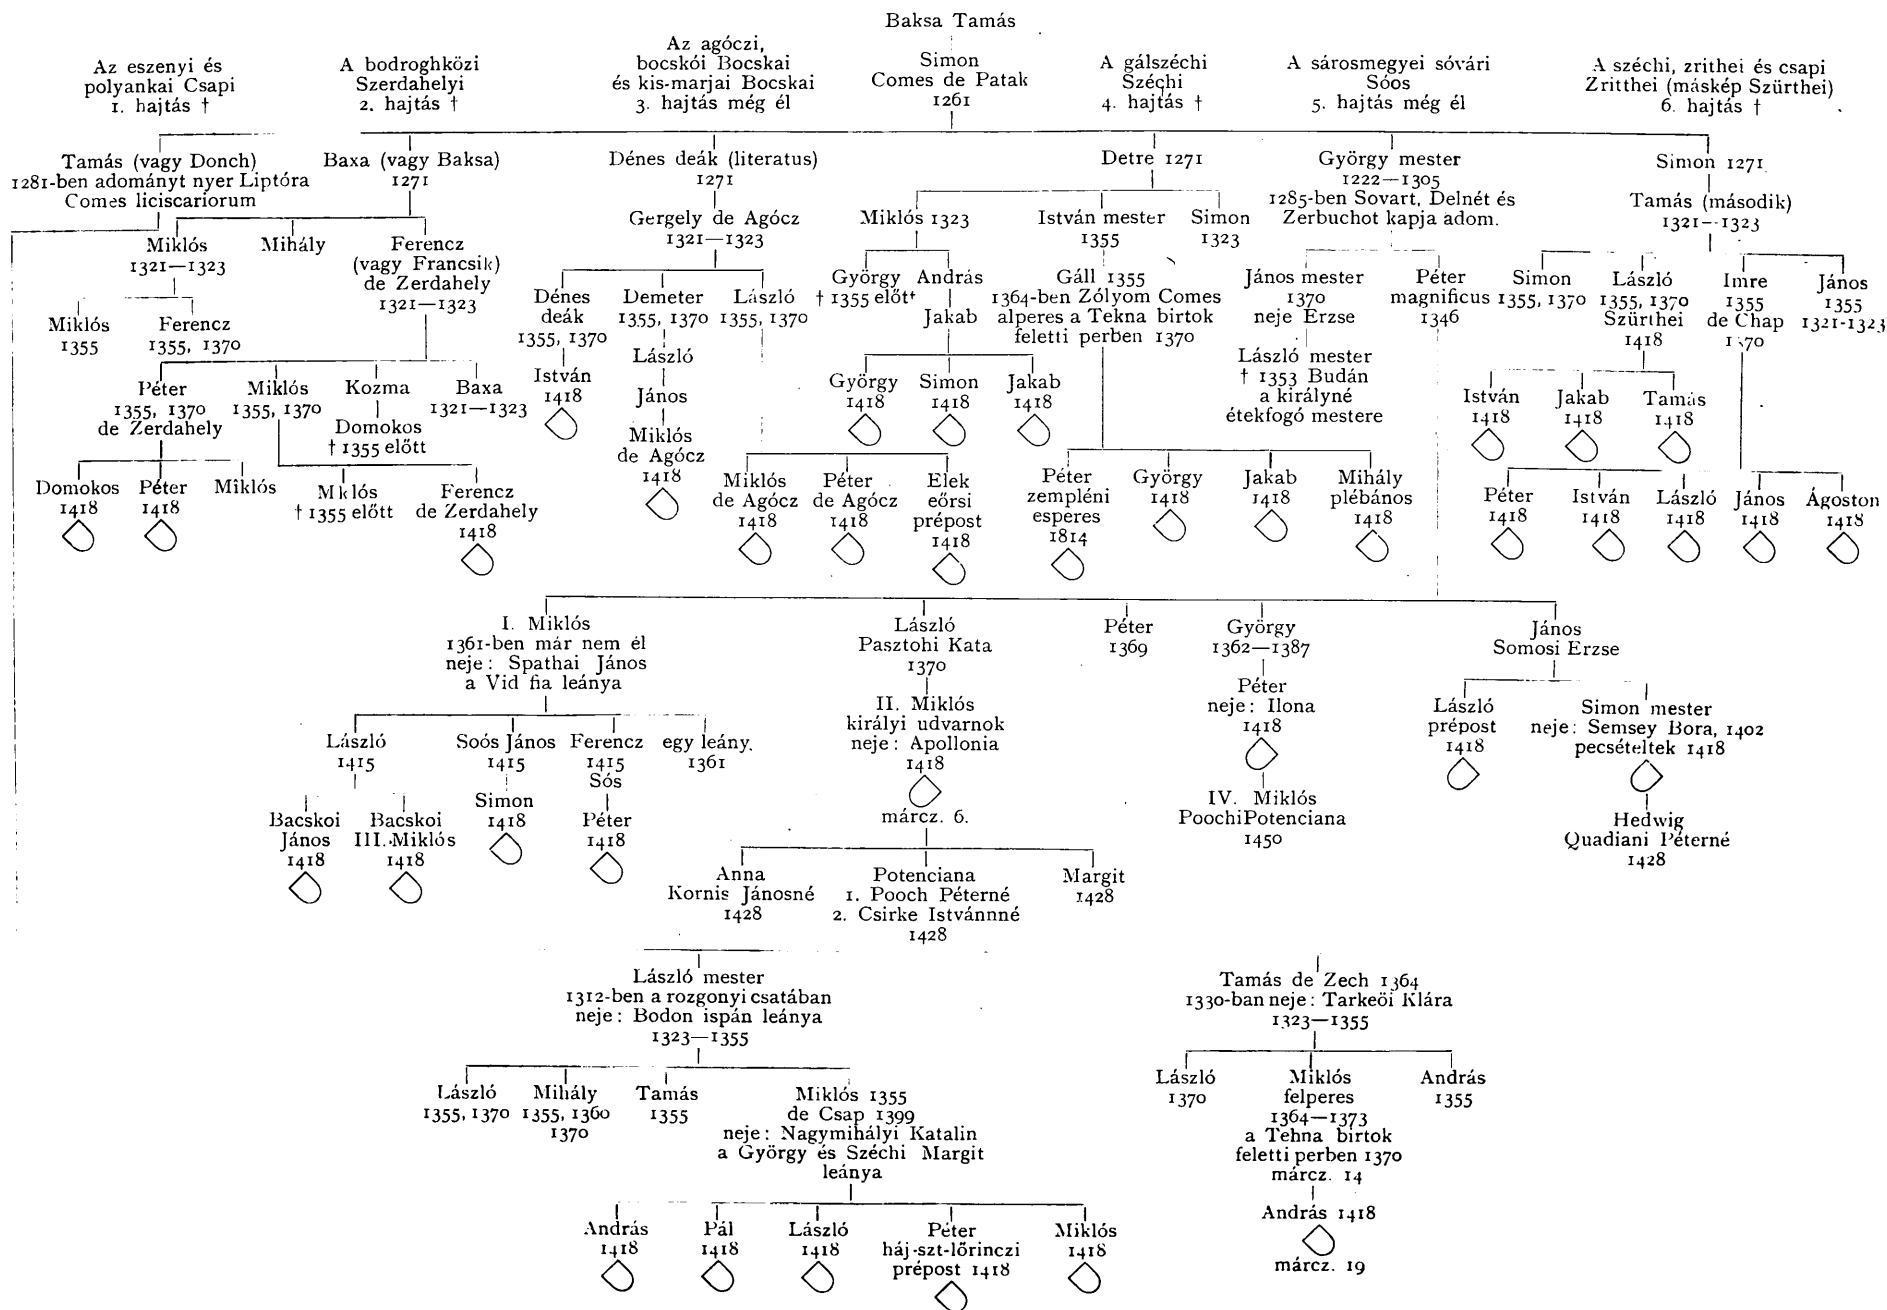 Baksa Tamás
Simon
Comes de Patak
1261
Az eszenyi és
polyankai Csapi
1. hajtás †
A bodroghközi
Szerdahelyi
2. hajtás †
Az agóczi,
bocskói Bocskai
és kis-marjai Bocskai
3. hajtás még él
A gálszéchi
Széchi
4. hajtás †
A sárosmegyei sóvári
Sóos
5. hajtás még él
A széchi, zrithei és csapi
Zritthei (máskép Szürthei)
6. hajtás †
Tamás (vagy Donch)
1281-ben adományt nyer Liptóra
Comes liciscariorum
Baxa (vagy Baksa)
1271
Dénes deák (literatus)
1271
Detre 1271
György mester
1222—1305
1285-ben Sovart, Delnét és
Zerbuchot kapja adom.
Simon 1271
Miklós
1321—1323
Mihály
Ferencz
(vagy Francsik)
de Zerdahely
1321—1323
Gergely de Agócz
1321—1323
Miklós 1323
István mester
1355
Simon
1323
Tamás (második)
1321—1323
Miklós
1355
Ferencz
1355, 1370
Dénes
deák
1355, 1370
Demeter
1355, 1370
László
1355, 1370
György
† 1355 előtt
András
Jakab
Gáll 1355
1364-ben Zólyom Comes
alperes a Tekna birtok
feletti perben 1370
János mester
1370
neje Erzse
László mester
† 1353 Budán
a királyné
étekfogó mestere
Péter
magnificus
1346
Simon
1355, 1370
László
1355, 1370
Szürthei
1418
Imre
1355
de Chap
1370
János
1355
1321-1323
Péter
1355, 1370
de Zerdahely
Miklós
1355, 1370
Kozma
Domokos
† 1355 előtt
Baxa
1321—1323
István
1418
László
János
Miklós
de Agócz
1418
György
1418
Simon
1418
Jakab
1418
István
1418
Jakab
1418
Tamás
1418
Domokos
1418
Péter
1418
Miklós
Miklós
† 1355 előtt
Ferencz
de Zerdahely
1418
Miklós
de Agócz
1418
Péter
de Agócz
1418
Elek
eőrsi
prépost
1418
Péter
zempléni
esperes
1814
György
1418
Jakab
1418
Mihály
plébános
1418
Péter
1418
István
1418
László
1418
János
1418
Ágoston
1418
I. Miklós
1361-ben már nem él
neje: Spathai János
a Vid fia leánya
László
Pasztohi Kata
1370
Péter
1369
György
1362—1387
János
Somosi Erzse
II. Miklós
királyi udvarnok
neje: Apollonia
1418
márcz. 6.
Péter
neje: Ilona
1418
László
prépost
1418
Simon mester
neje: Semsey Bora, 1402
pecsételtek 1418
László
1415
Soós János
1415
Ferencz
1415
Sós
egy leány,
1361
Bacskoi
János
1418
Bacskoi
III. Miklós
1418
Simon
1418
Péter
1418
IV. Miklós
Poochi Potenciana
1450
Hedwig
Quadiani Péterné
1428
Anna
Kornis Jánosné
1428
Potenciana
1. Pooch Péterné
2. Csirke Istvánnné
1428
Margit
1428
László mester
1312-ben a rozgonyi csatában
neje: Bodon ispán leánya
1323—1355
Tamás de Zech 1364
1330-ban neje: Tarkeöi Klára
1323—1355
László
1355, 1370
Mihály
1355, 1360
1370
Tamás
1355
Miklós 1355
de Csap 1399
neje: Nagymihályi Katalin
a György és Széchi Margit
leánya
László
1370
Miklós
felperes
1364—1373
a Tehna birtok
feletti perben 1370
márcz. 14
András
1355
András
1418
Pál
1418
László
1418
Péter
háj-szt-lőrinczi
prépost 1418
Miklós
1418
András 1418
márcz. 19